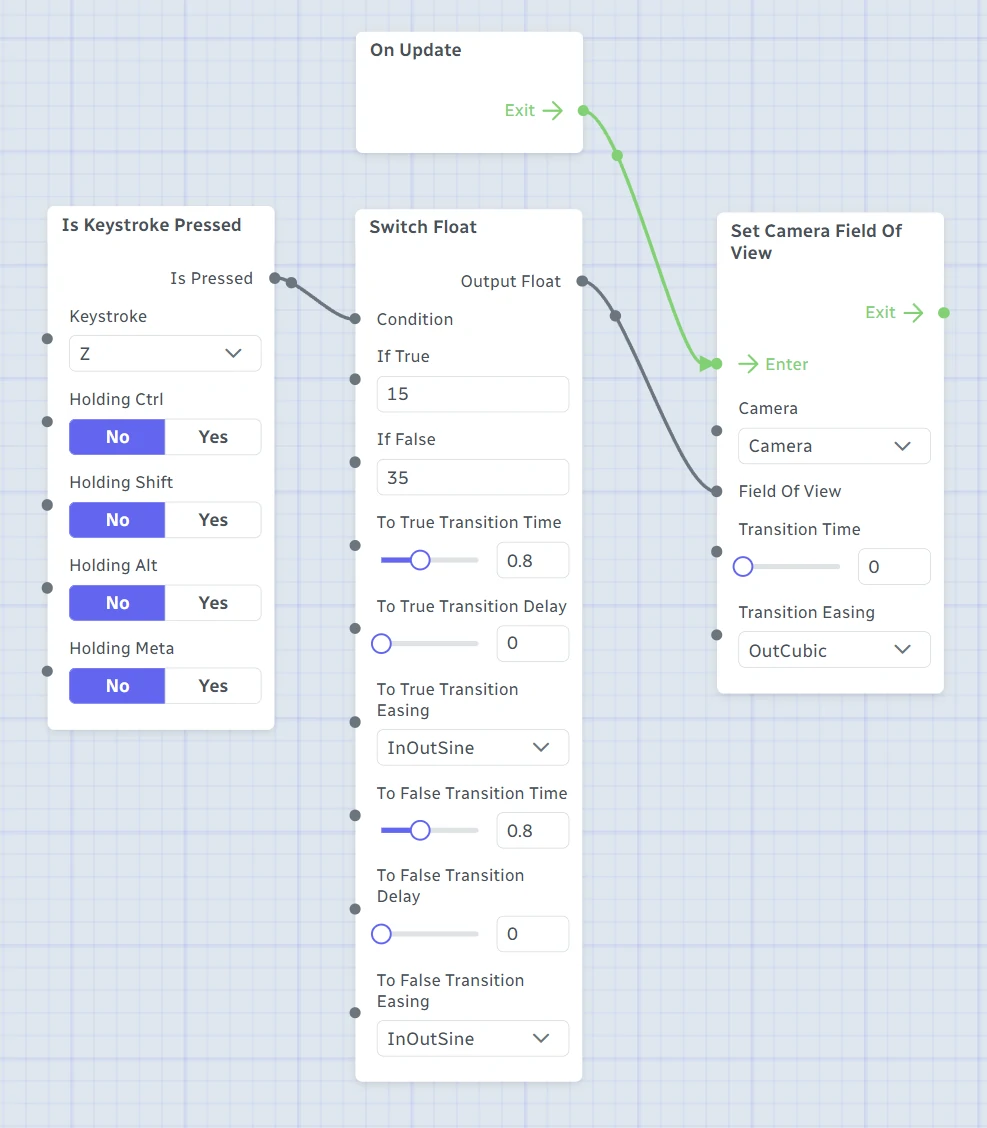 On Update
Exit
Is Keystroke Pressed
Is Pressed
Keystroke
Z
Holding Ctrl
No Yes
Holding Shift
No Yes
Holding Alt
No Yes
Holding Meta
No Yes
Switch Float
Output Float
Condition
If True
15
If False
35
To True Transition Time
0.8
To True Transition Delay
0
To True Transition
Easing
InOutSine
To False Transition Time
0.8
To False Transition
Delay
0
To False Transition
Easing
InOutSine
Set Camera Field Of
View
Exit
Enter
Camera
Camera
Field Of View
Transition Time
0
Transition Easing
OutCubic